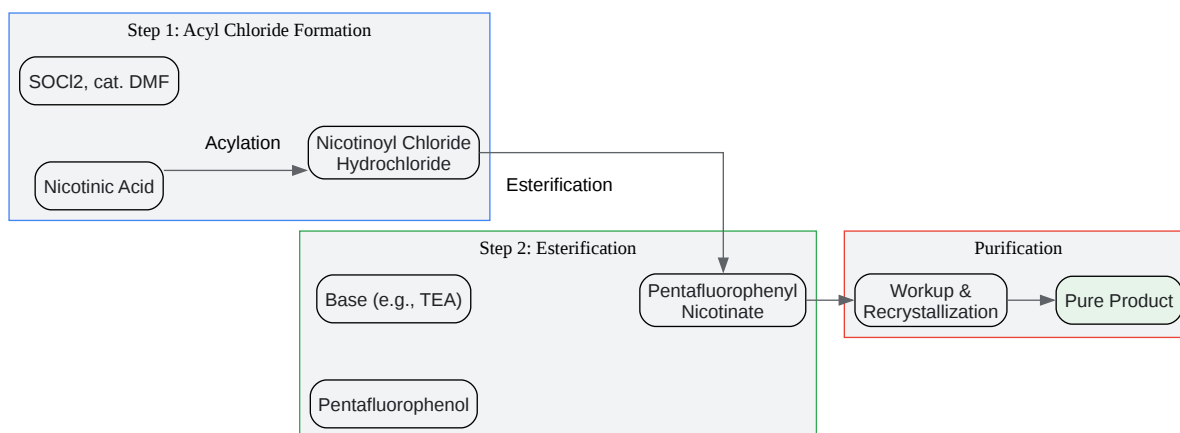 Step 1: Acyl Chloride Formation
SOCl2, cat. DMF
Acylation
Nicotinic Acid
Nicotinoyl Chloride
Hydrochloride
Esterification
Step 2: Esterification
Base (e.g., TEA)
Pentafluorophenol
Pentafluorophenyl
Nicotinate
Purification
Workup &
Recrystallization
Pure Product